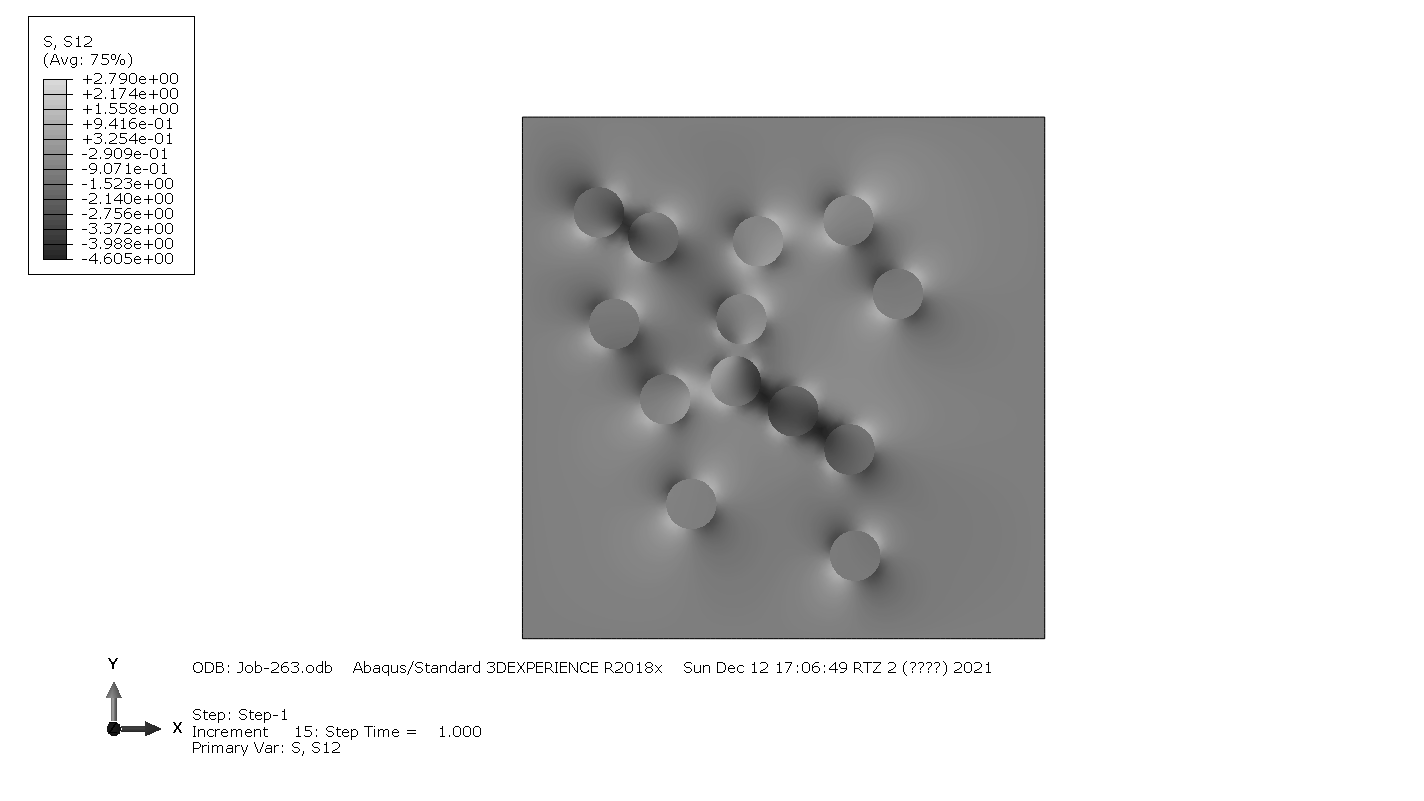 S, S12
(Avg: 75%)
+2.790e+00
+2.174e+00
+1.558e+00
+9.416e-01
+3.254e-01
-2.909e-01
-9.071e-01
-1.523e+00
-2.140e+00
-2.756e+00
-3.372e+00
-3.988e+00
-4.605e+00
Y
X
ODB: Job-263.odb    Abaqus/Standard 3DEXPERIENCE R2018x    Sun Dec 12 17:06:49 RTZ 2 (????) 2021
Step: Step-1
Increment     15: Step Time =    1.000
Primary Var: S, S12